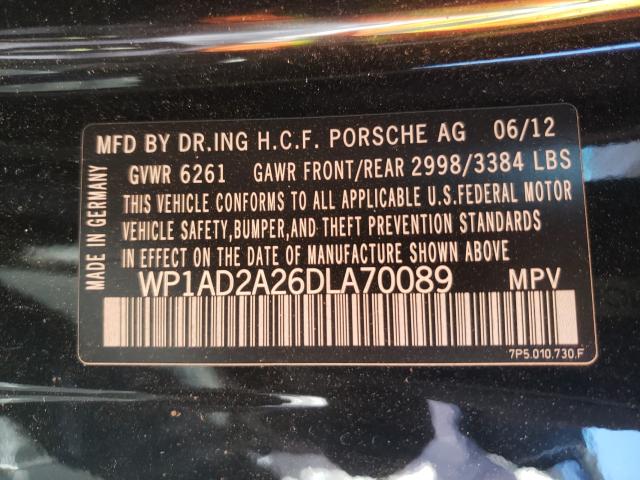 MFD BY DR.ING H.C.F. PORSCHE AG 06/12
GVWR 6261 GAWR FRONT/REAR 2998/3384 LBS
THIS VEHICLE CONFORMS TO ALL APPLICABLE U.S.FEDERAL MOTOR
VEHICLE SAFETY,BUMPER,AND THEFT PREVENTION STANDARDS
IN EFFECT ON THE DATE OF MANUFACTURE SHOWN ABOVE.
MADE IN GERMANY
WP1AD2A26DLA70089 MPV
7P5.010.730.F